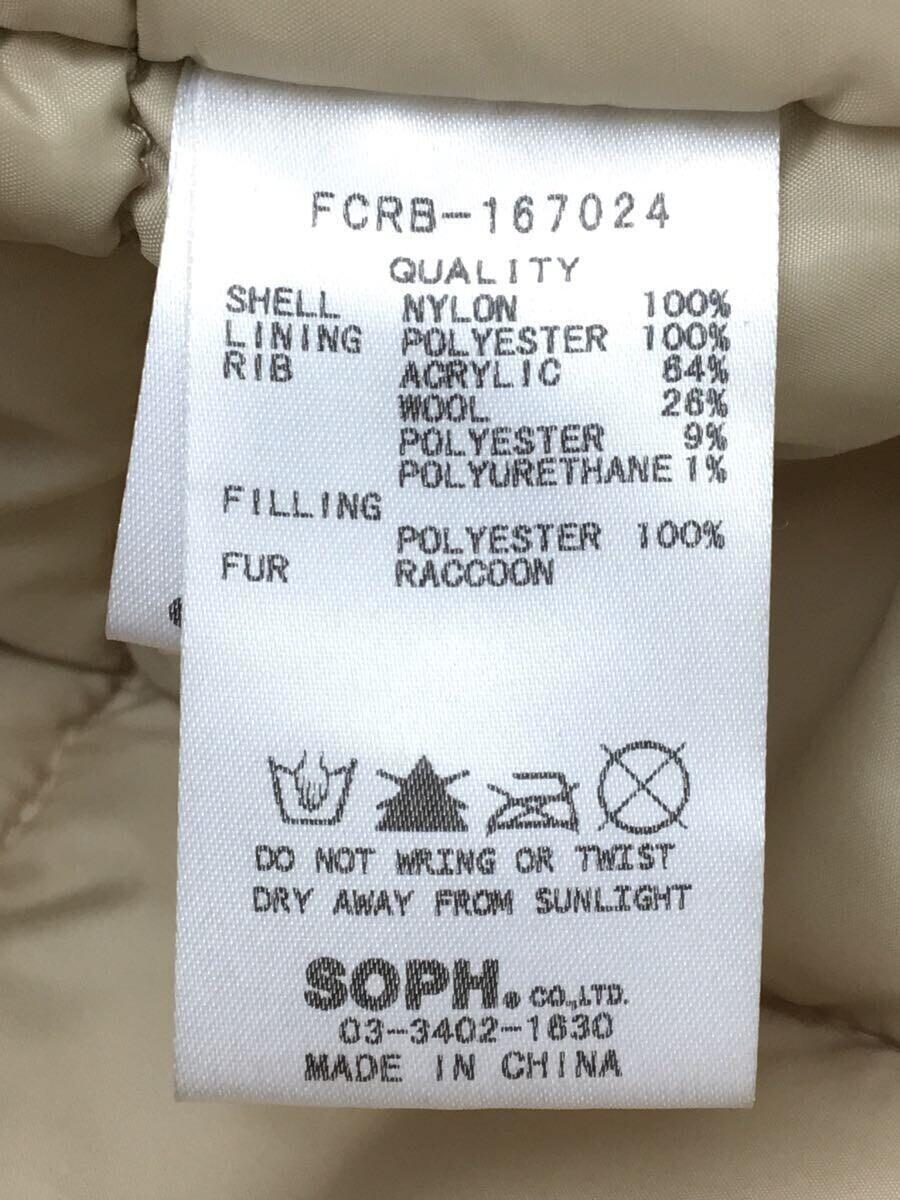 FCRB-167024
QUALITY
SHELL NYLON 100%
LINING POLYESTER 100%
RIB ACRYLIC 64%
WOOL 26%
POLYESTER 9%
POLYURETHANE 1%
FILLING
POLYESTER 100%
FUR RACCOON
DO NOT WRING OR TWIST
DRY AWAY FROM SUNLIGHT
SOPH. CO.,LTD.
03-3402-1630
MADE IN CHINA